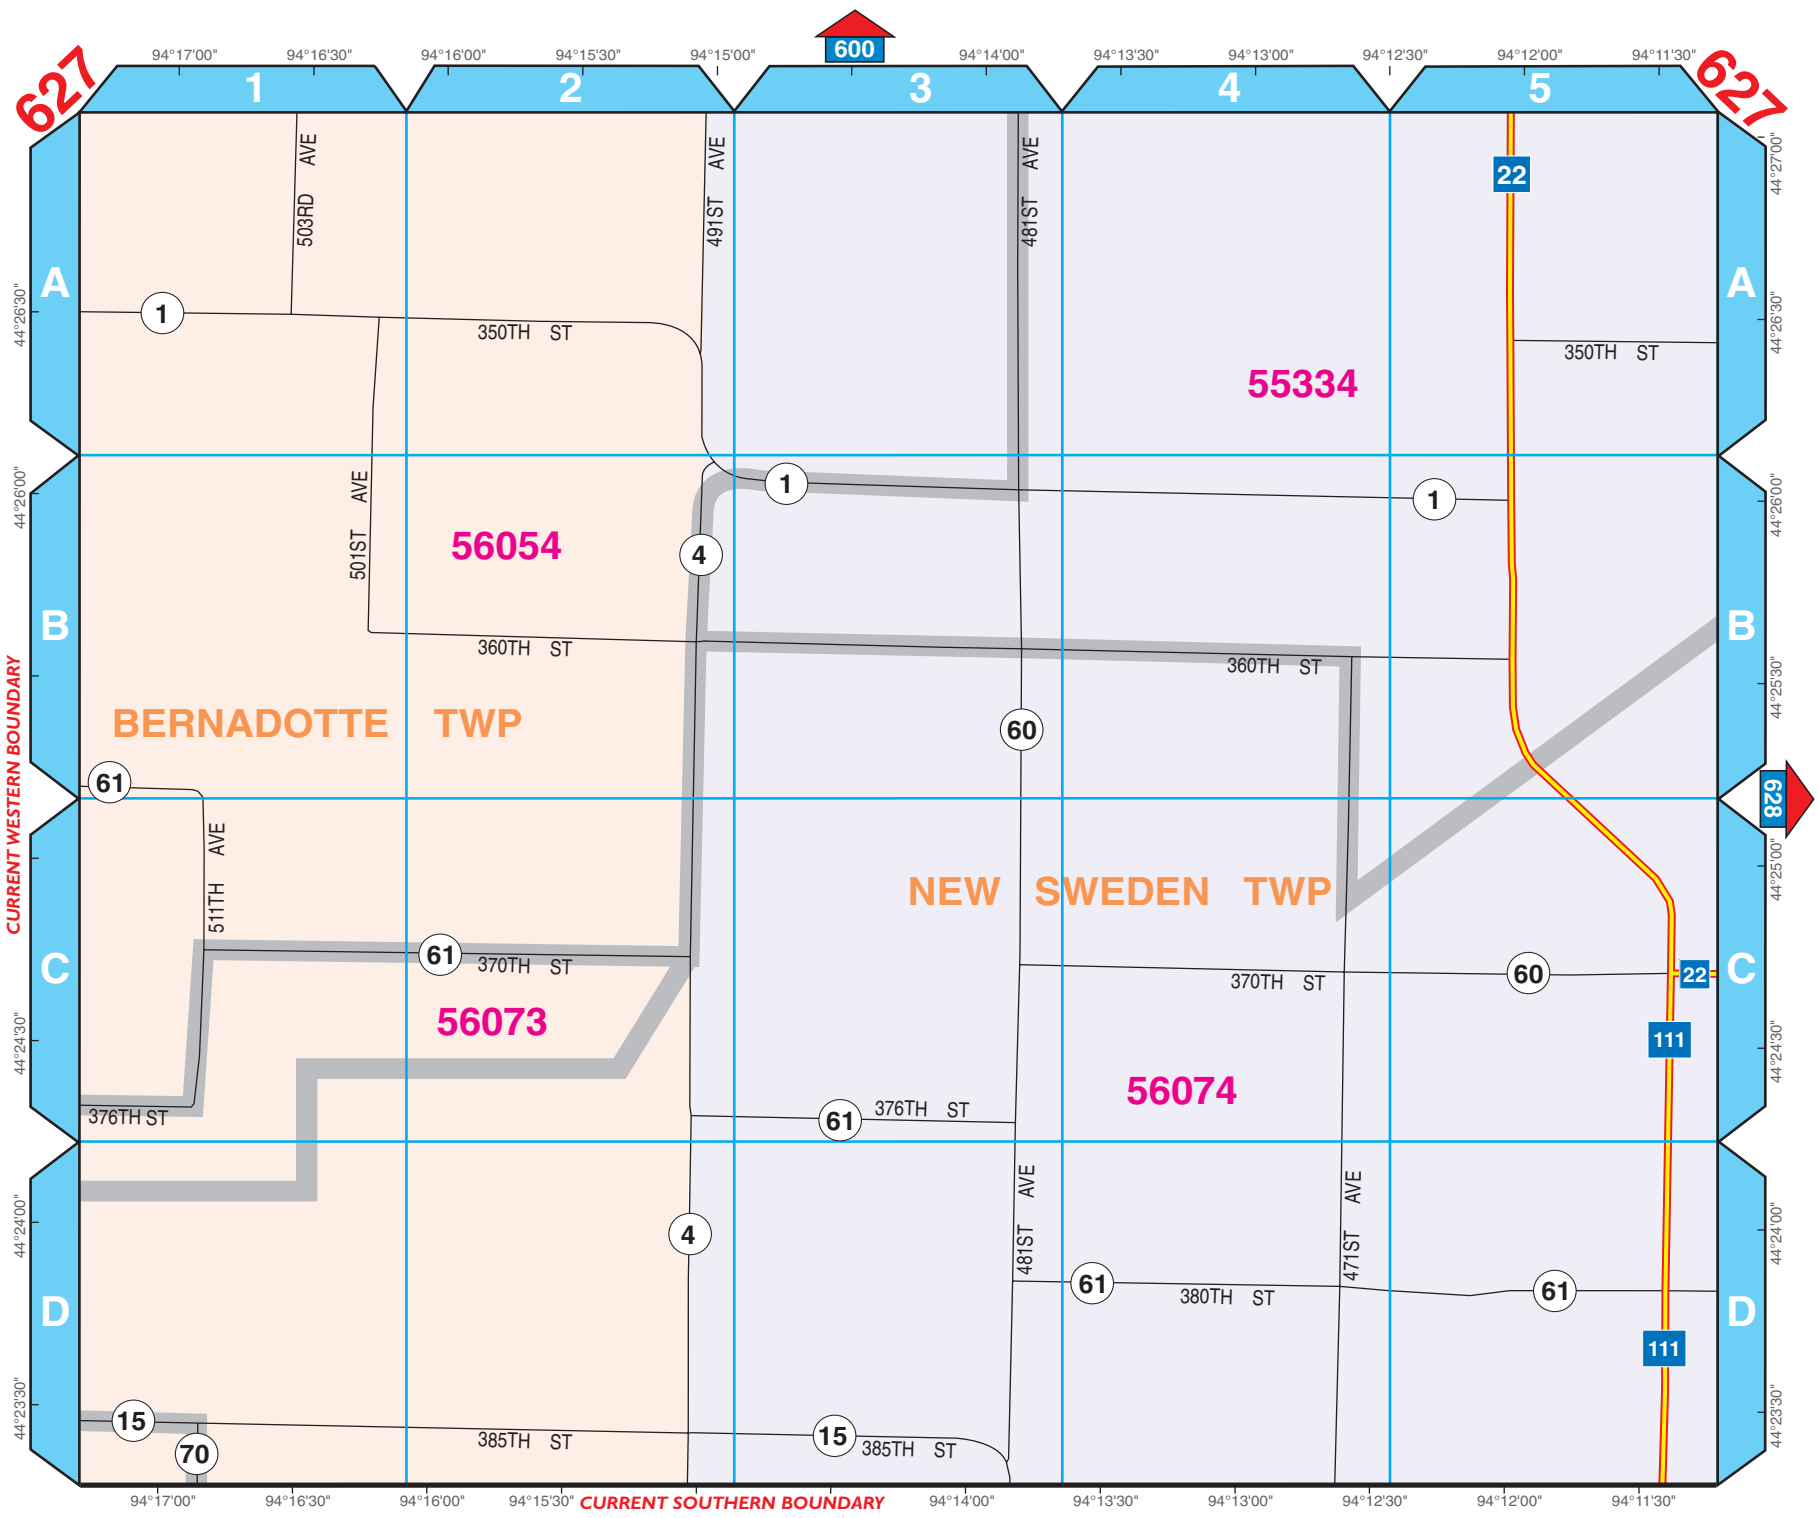 600
94°17'00" 94°16'30" 94°16'00" 94°15'30" 94°15'00" 94°14'00" 94°13'30" 94°13'00" 94°12'30" 94°12'00" 94°11'30"
627 1 2 3 4 5 627
44°27'00"
503RD AVE
491ST AVE
481ST AVE
22
A A
44°26'30" 44°26'30"
1
350TH ST
350TH ST
55334
44°26'00" 44°26'00"
1
1
501ST AVE
56054
4
B B
360TH ST
360TH ST
44°25'30"
CURRENT WESTERN BOUNDARY
BERNADOTTE TWP
60
61
628
511TH AVE
44°25'00"
NEW SWEDEN TWP
61
370TH ST
C C
370TH ST
60
22
56073
44°24'30" 44°24'30"
111
56074
376TH ST
61
376TH ST
481ST AVE
471ST AVE
44°24'00" 44°24'00"
4
61
380TH ST
61
D D
111
44°23'30" 44°23'30"
15
70
385TH ST
15
385TH ST
94°17'00" 94°16'30" 94°16'00" 94°15'30" CURRENT SOUTHERN BOUNDARY 94°14'00" 94°13'30" 94°13'00" 94°12'30" 94°12'00" 94°11'30"